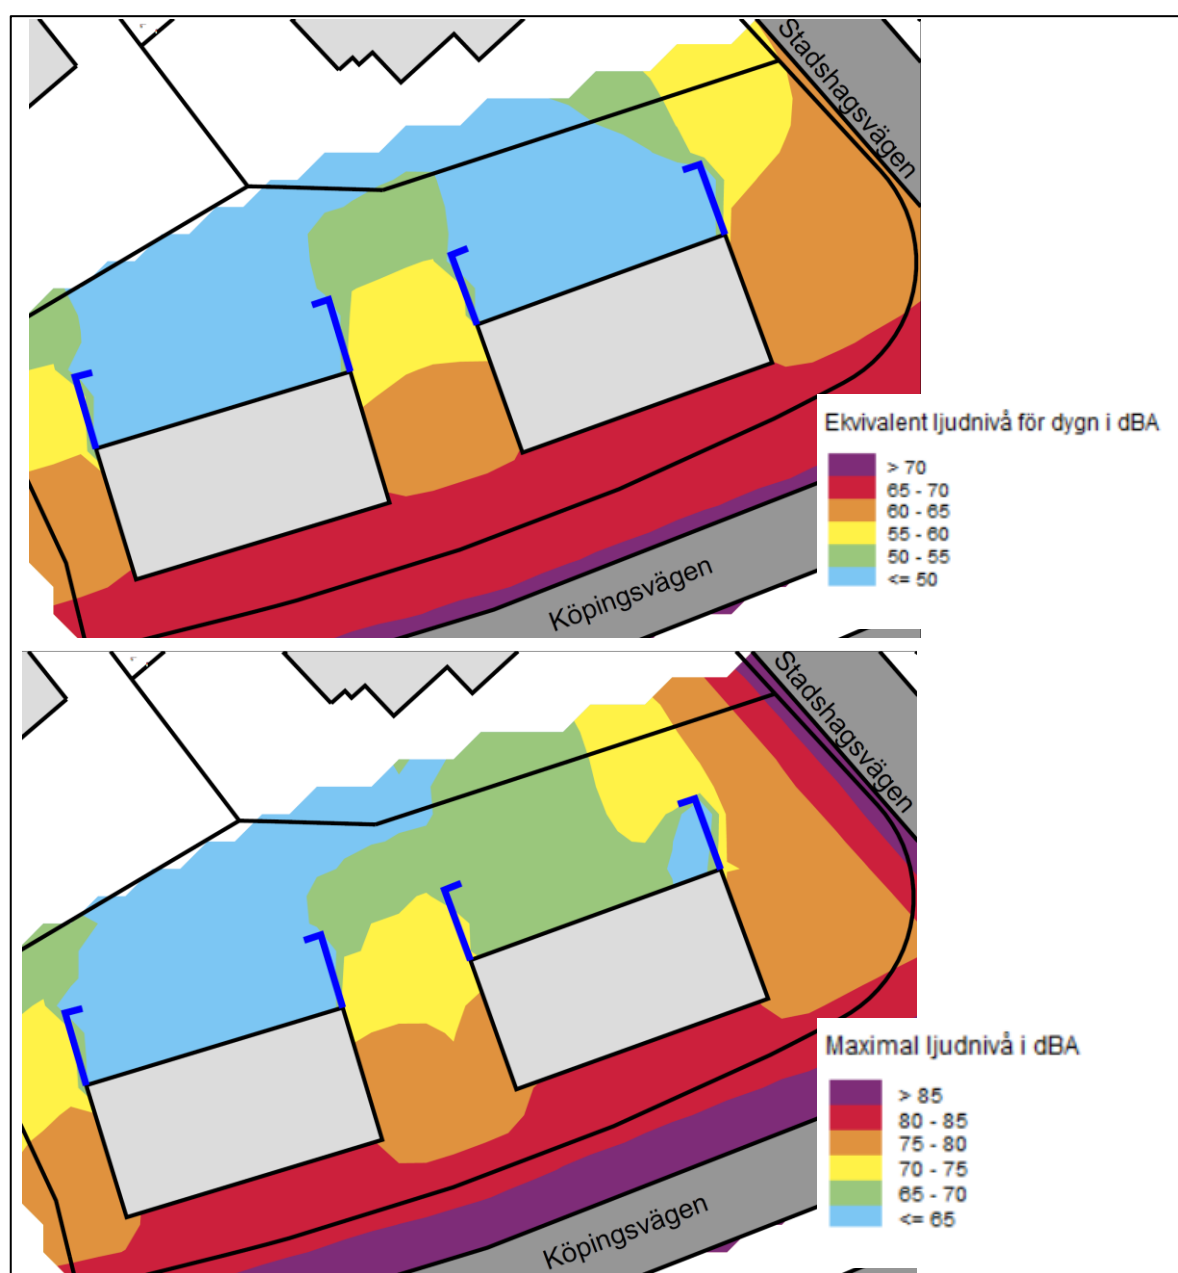 Stadshagsvägen
Ekvivalent ljudnivå för dygn i dBA
> 70
65 - 70
60 - 65
55 - 60
50 - 55
<= 50
Köpingsvägen
Stadshagsvägen
Maximal ljudnivå i dBA
> 85
80 - 85
75 - 80
70 - 75
65 - 70
<= 65
Köpingsvägen